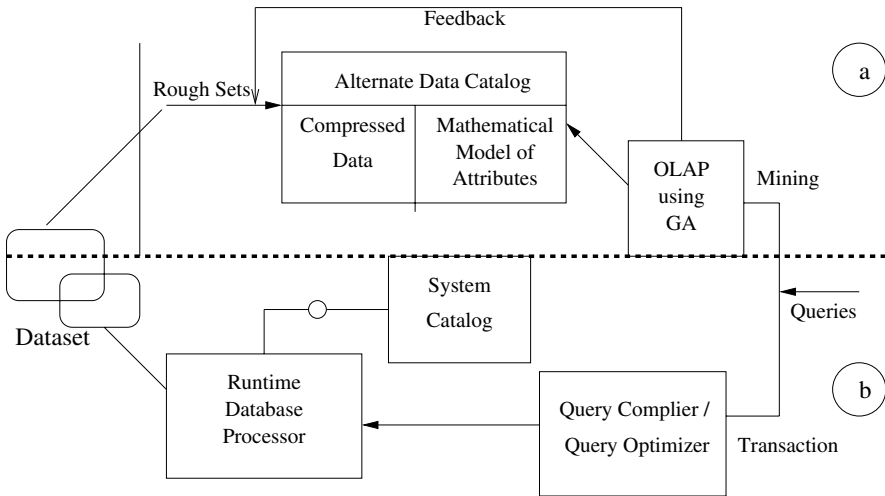 Feedback
a
Rough Sets
Alternate Data Catalog
Compressed
Data
Mathematical
Model of
Attributes
OLAP
using
GA
Mining
System
Catalog
Queries
Dataset
Runtime
Database
Processor
b
Query Complier /
Query Optimizer
Transaction